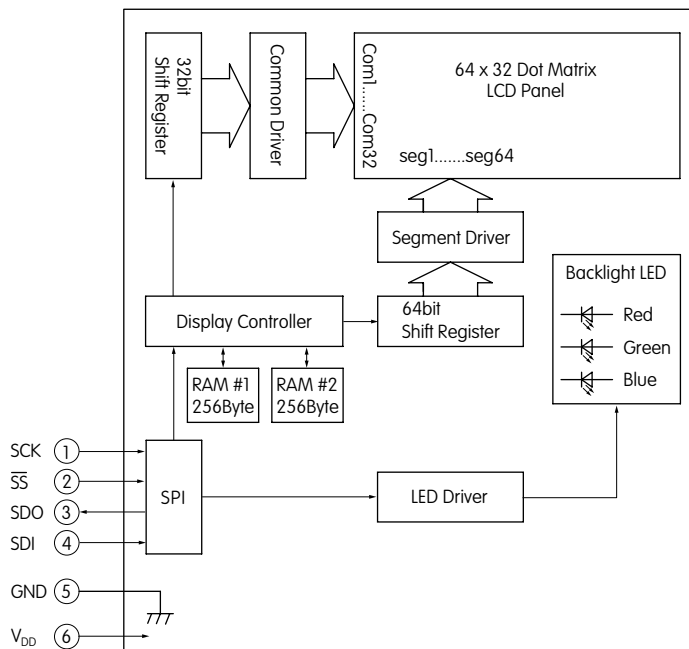 32bit
Shift Register
Common Driver
Com1......Com32
64 x 32 Dot Matrix
LCD Panel
seg1.......seg64
Segment Driver
Backlight LED
Red
Green
Blue
Display Controller
64bit
Shift Register
RAM #1
256Byte
RAM #2
256Byte
SCK 1
S̅S̅ 2
SDO 3
SDI 4
SPI
LED Driver
GND 5
V_DD 6